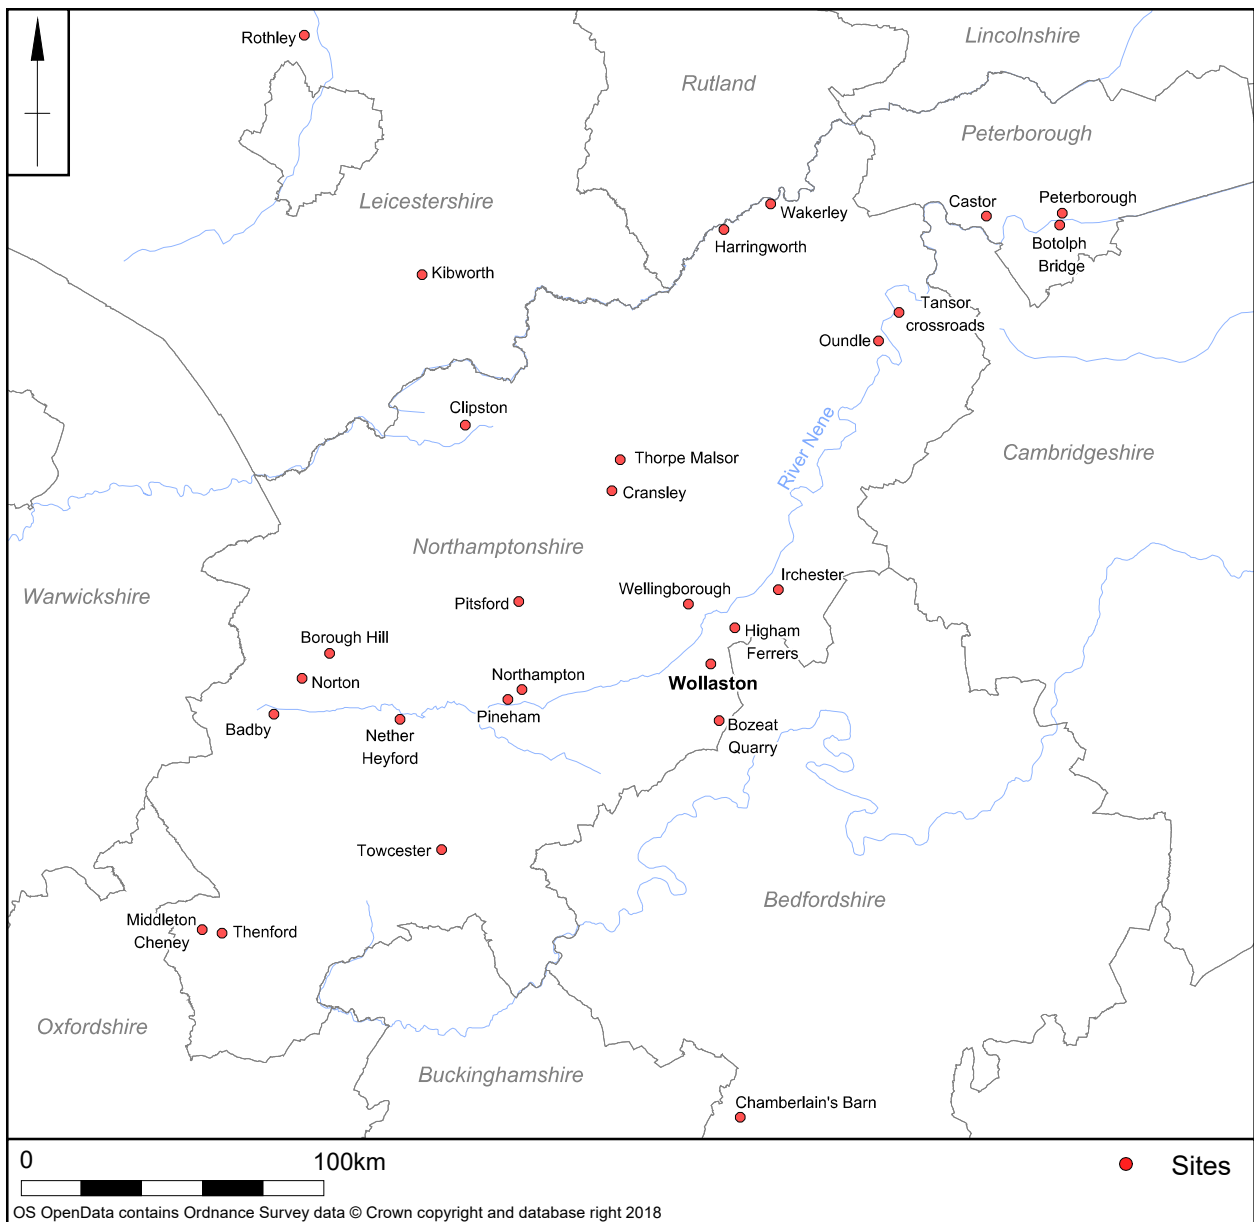 Rothley
Lincolnshire
Rutland
Peterborough
Leicestershire
Castor
Peterborough
Wakerley
Botolph
Bridge
Harringworth
Kibworth
Tansor
crossroads
Oundle
Clipston
River Nene
Thorpe Malsor
Cambridgeshire
Cransley
Northamptonshire
Irchester
Wellingborough
Warwickshire
Pitsford
Borough Hill
Higham
Ferrers
Norton
Northampton
Wollaston
Pineham
Badby
Nether
Heyford
Bozeat
Quarry
Towcester
Bedfordshire
Middleton
Cheney
Thenford
Oxfordshire
Buckinghamshire
Chamberlain's Barn
0 100km
Sites
OS OpenData contains Ordnance Survey data © Crown copyright and database right 2018